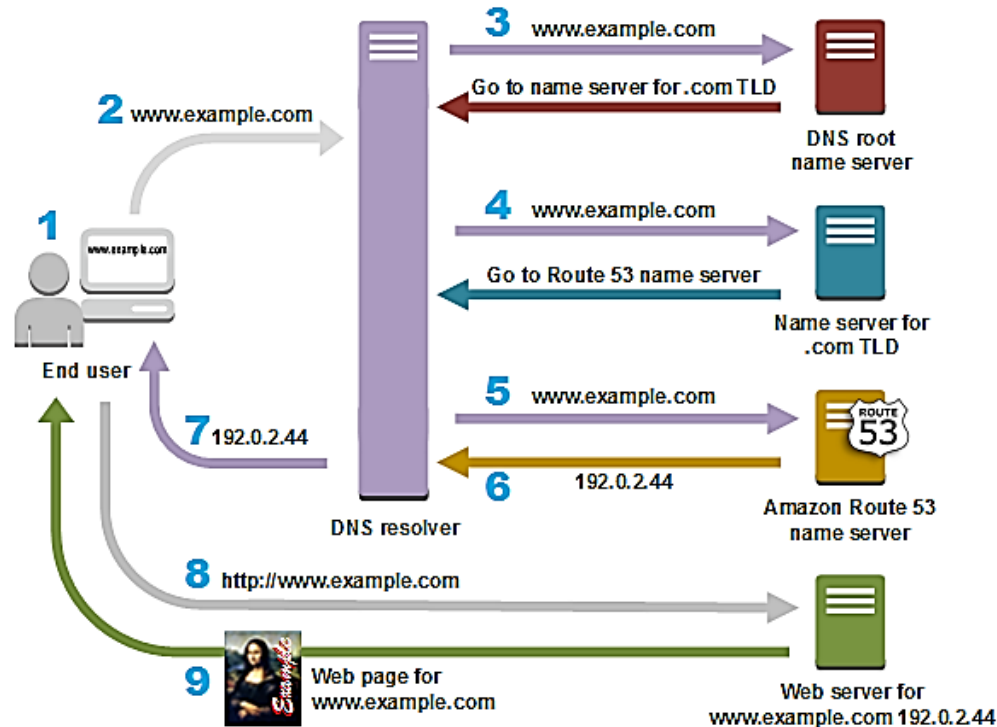 3 www.example.com
Go to name server for .com TLD
DNS root
name server
2 www.example.com
1
www.example.com
End user
4 www.example.com
Go to Route 53 name server
Name server for
.com TLD
5 www.example.com
ROUTE
53
7 192.0.2.44
6 192.0.2.44
Amazon Route 53
name server
DNS resolver
8 http://www.example.com
9
Example
Web page for
www.example.com
Web server for
www.example.com 192.0.2.44